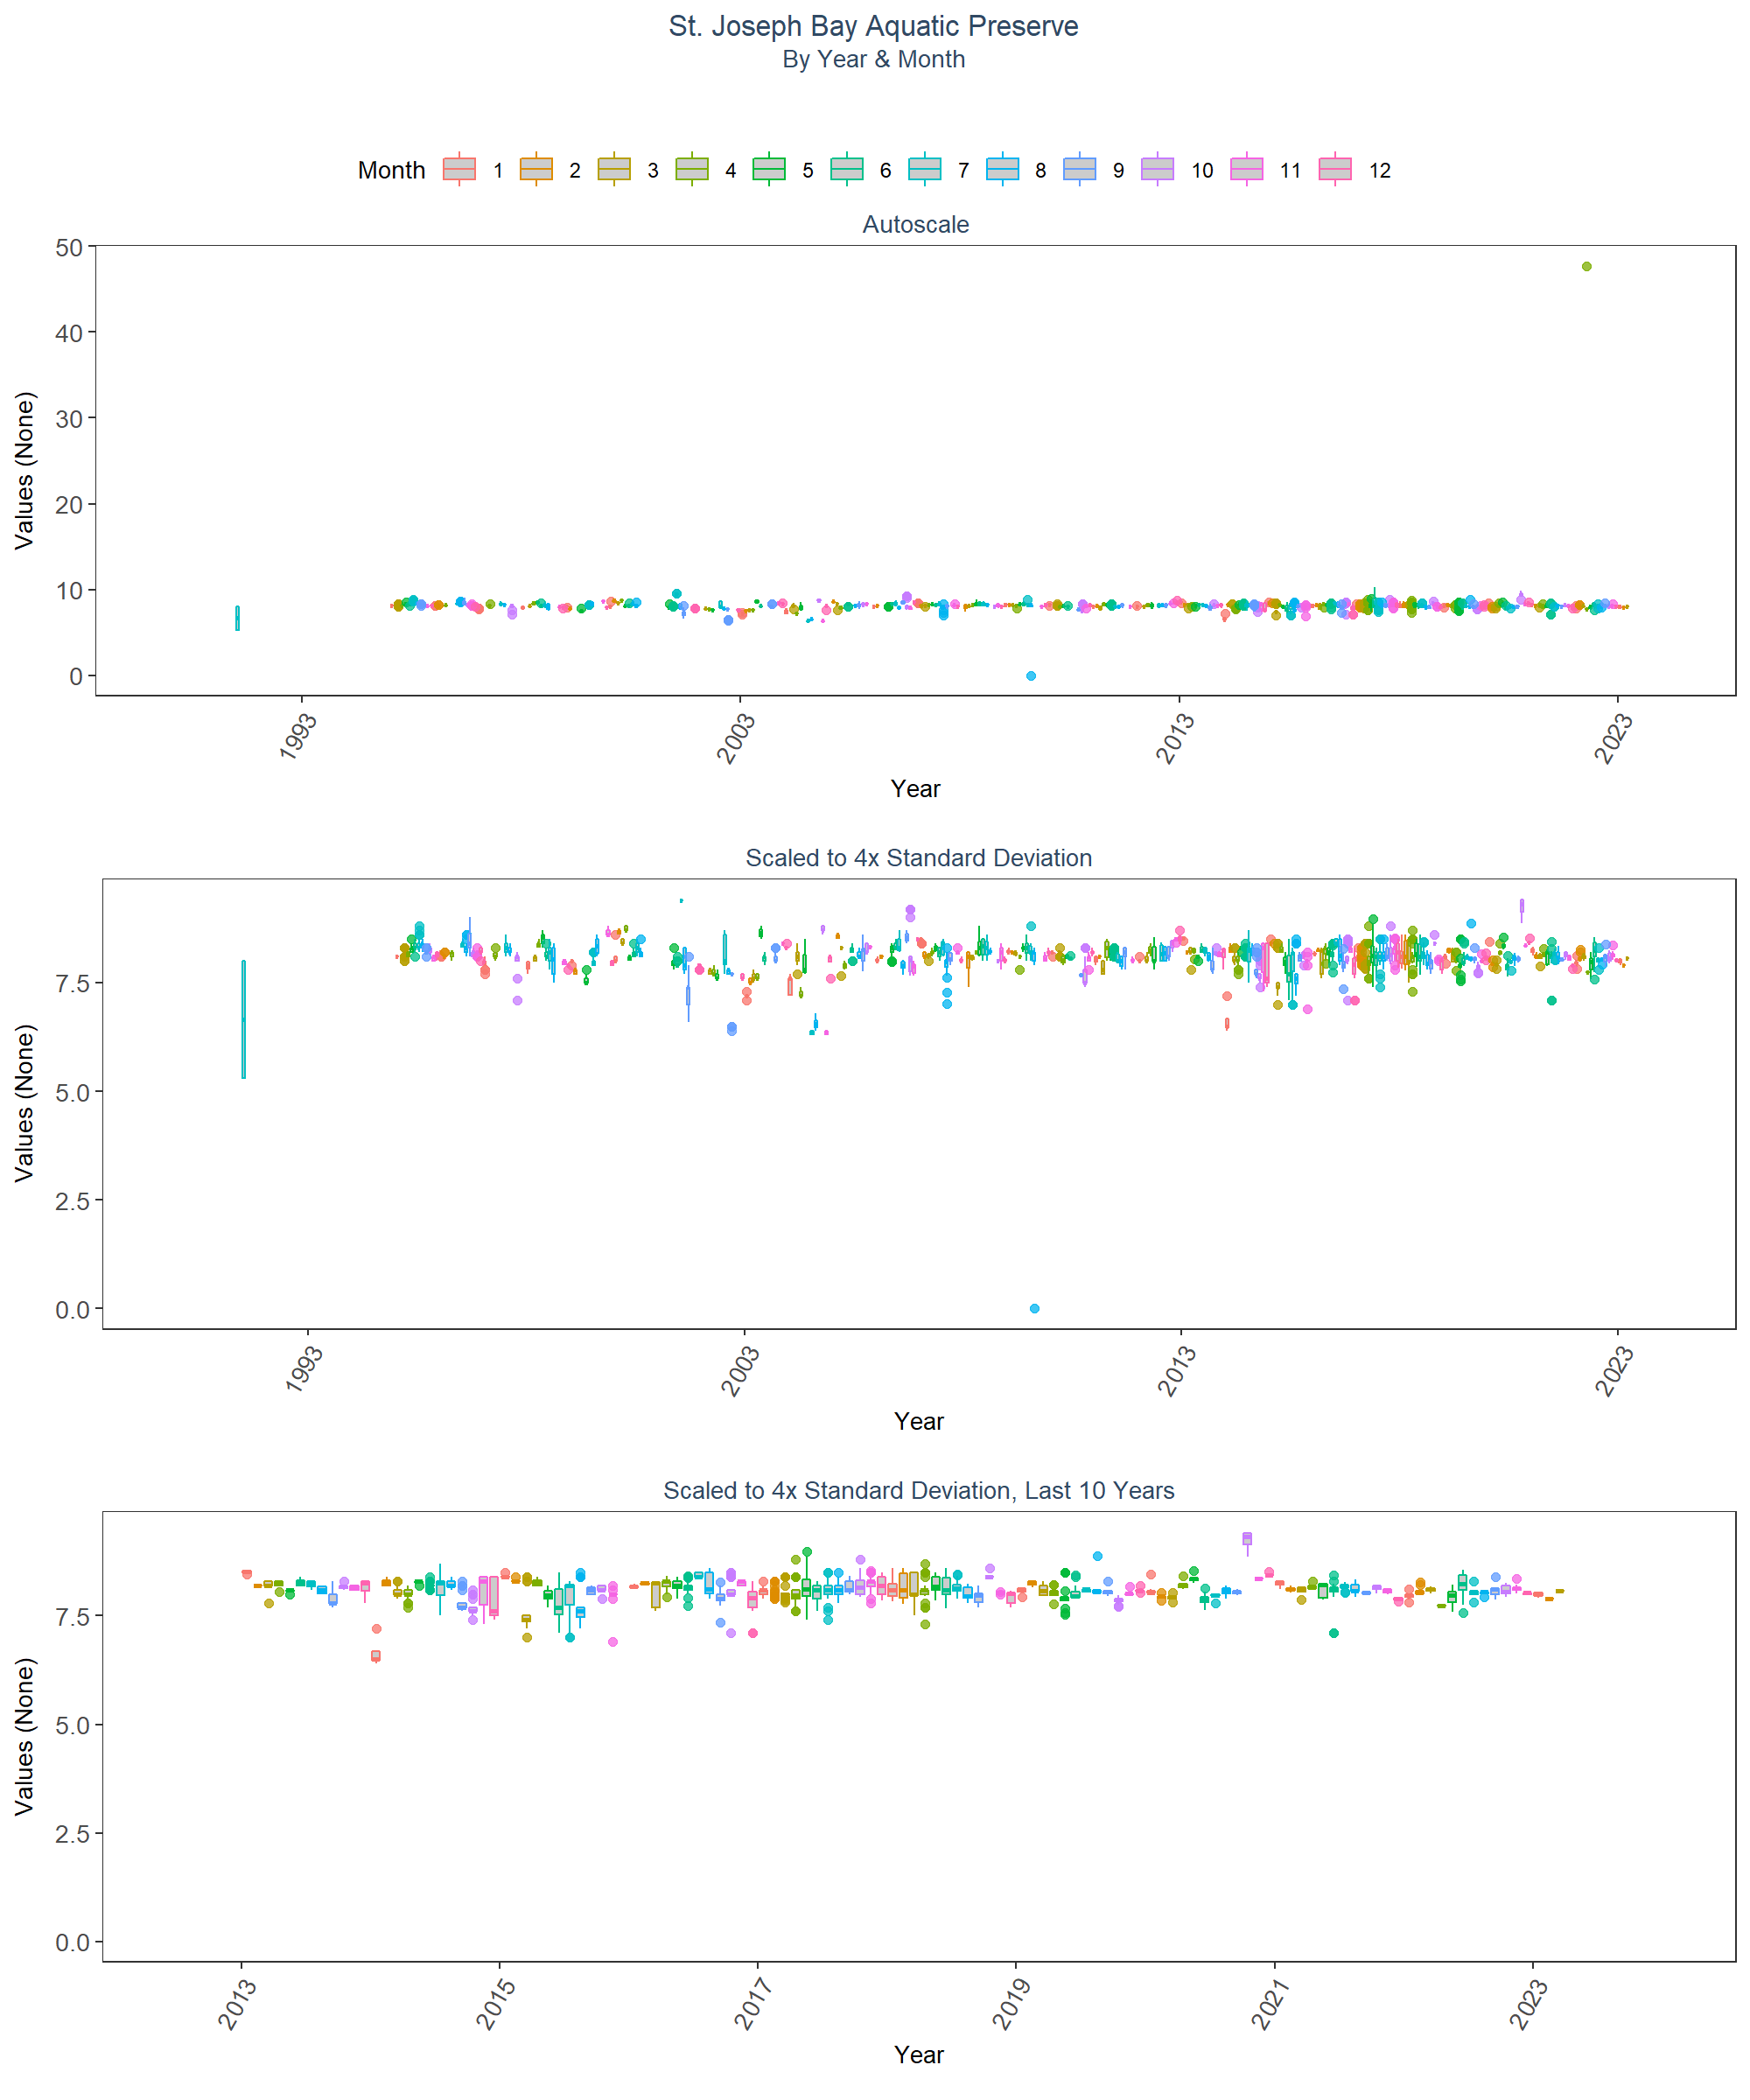 St. Joseph Bay Aquatic Preserve
By Year & Month
Month 1 2 3 4 5 6 7 8 9 10 11 12
Autoscale
50
40
30
20
10
0
Values (None)
1993 2003 2013 2023
Year
Scaled to 4x Standard Deviation
7.5
5.0
2.5
0.0
Values (None)
1993 2003 2013 2023
Year
Scaled to 4x Standard Deviation, Last 10 Years
7.5
5.0
2.5
0.0
Values (None)
2013 2015 2017 2019 2021 2023
Year